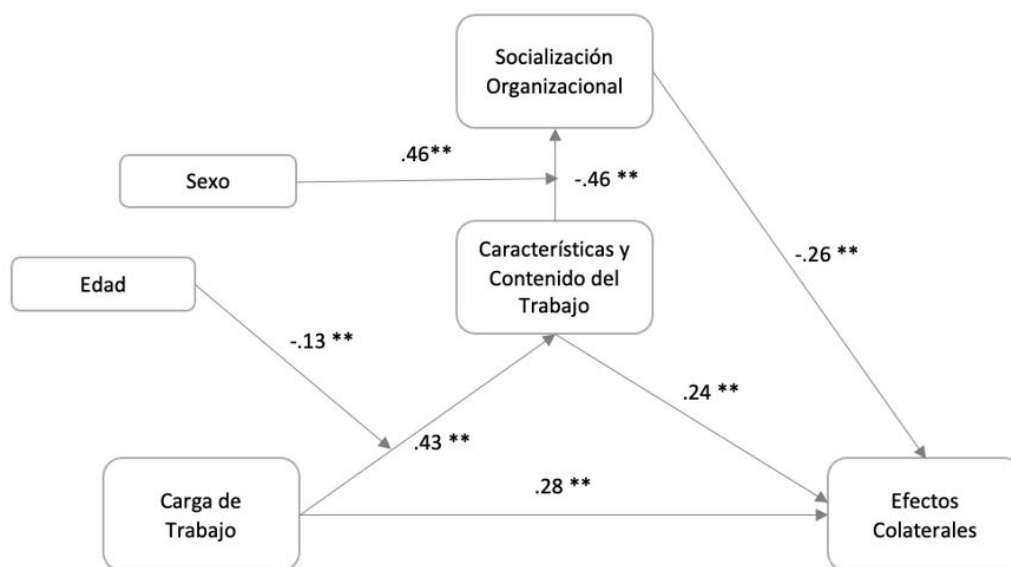 Socialización
Organizacional
.46**
Sexo
-.46 **
Características y
Contenido del
Trabajo
-.26 **
Edad
-.13 **
.24 **
.43 **
.28 **
Carga de
Trabajo
Efectos
Colaterales